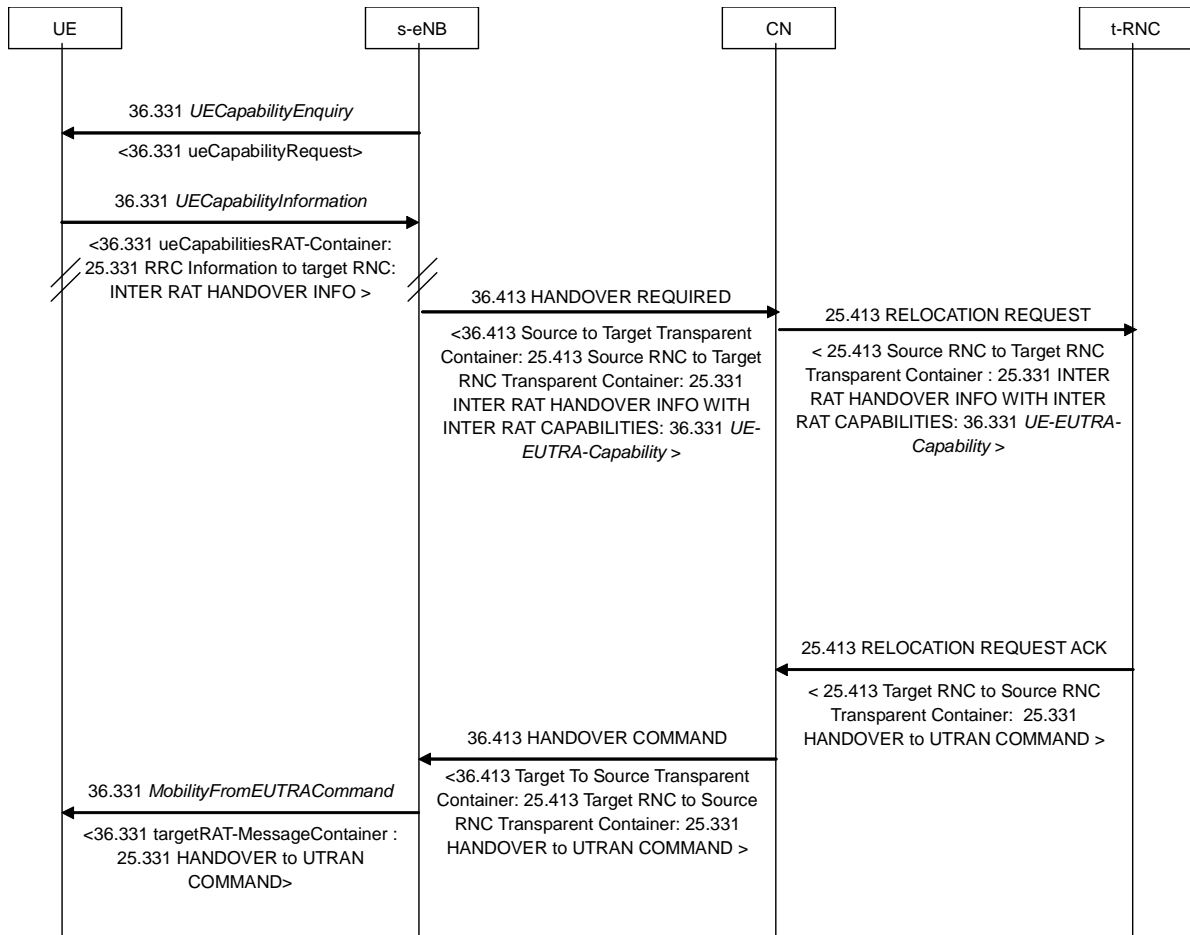 UE
s-eNB
CN
t-RNC
36.331 UECapabilityEnquiry
<36.331 ueCapabilityRequest>
36.331 UECapabilityInformation
<36.331 ueCapabilitiesRAT-Container:
25.331 RRC Information to target RNC:
INTER RAT HANDOVER INFO >
36.413 HANDOVER REQUIRED
<36.413 Source to Target Transparent
Container: 25.413 Source RNC to Target
RNC Transparent Container: 25.331
INTER RAT HANDOVER INFO WITH
INTER RAT CAPABILITIES: 36.331 UE-
EUTRA-Capability >
25.413 RELOCATION REQUEST
< 25.413 Source RNC to Target RNC
Transparent Container : 25.331 INTER
RAT HANDOVER INFO WITH INTER
RAT CAPABILITIES: 36.331 UE-EUTRA-
Capability >
25.413 RELOCATION REQUEST ACK
< 25.413 Target RNC to Source RNC
Transparent Container:  25.331
HANDOVER to UTRAN COMMAND >
36.413 HANDOVER COMMAND
<36.413 Target To Source Transparent
Container: 25.413 Target RNC to Source
RNC Transparent Container: 25.331
HANDOVER to UTRAN COMMAND >
36.331 MobilityFromEUTRACommand
<36.331 targetRAT-MessageContainer :
25.331 HANDOVER to UTRAN
COMMAND>